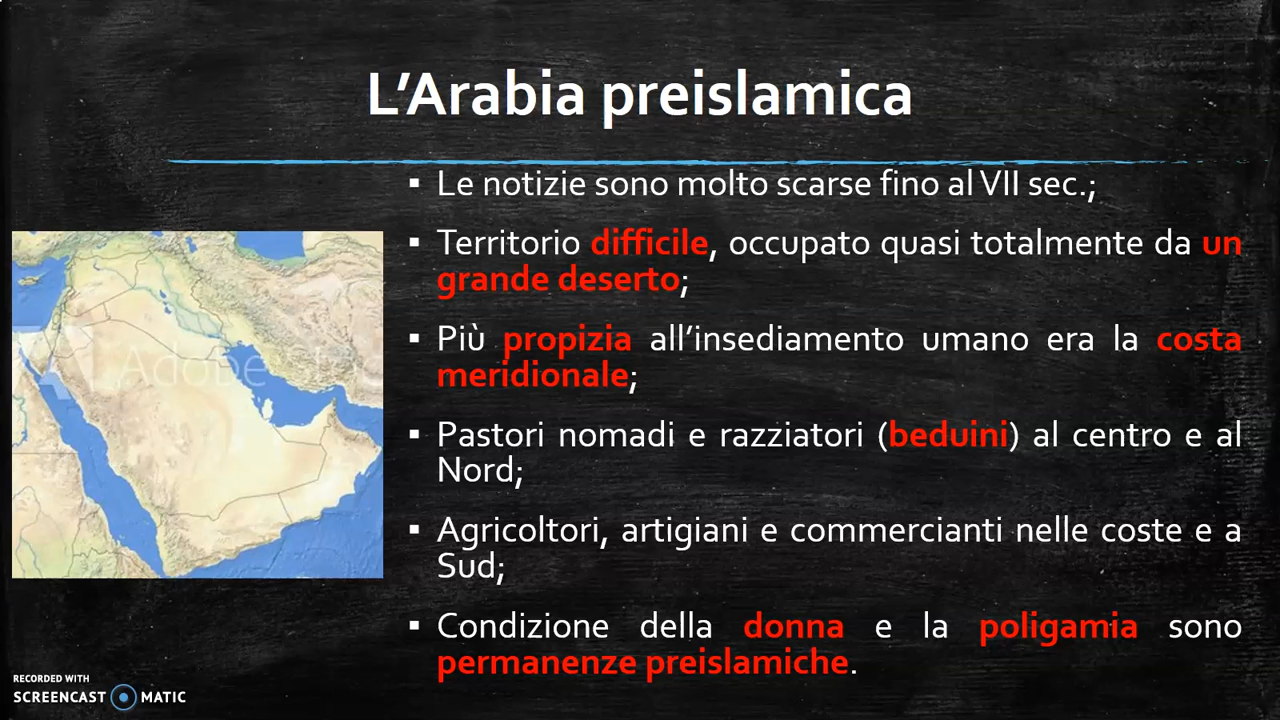 L'Arabia preislamica
▪ Le notizie sono molto scarse fino al VII sec.;
▪ Territorio difficile, occupato quasi totalmente da un
grande deserto;
▪ Più propizia all'insediamento umano era la costa
meridionale;
▪ Pastori nomadi e razziatori (beduini) al centro e al
Nord;
▪ Agricoltori, artigiani e commercianti nelle coste e a
Sud;
▪ Condizione della donna e la poligamia sono
permanenze preislamiche.
Adobe
RECORDED WITH
SCREENCAST MATIC